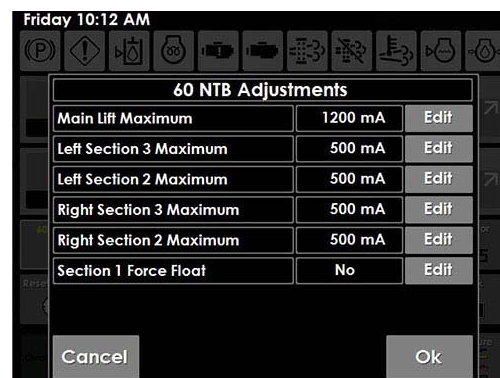 Friday 10:12 AM
60 NTB Adjustments
Main Lift Maximum 1200 mA Edit
Left Section 3 Maximum 500 mA Edit
Left Section 2 Maximum 500 mA Edit
Right Section 3 Maximum 500 mA Edit
Right Section 2 Maximum 500 mA Edit
Section 1 Force Float No Edit
Cancel Ok